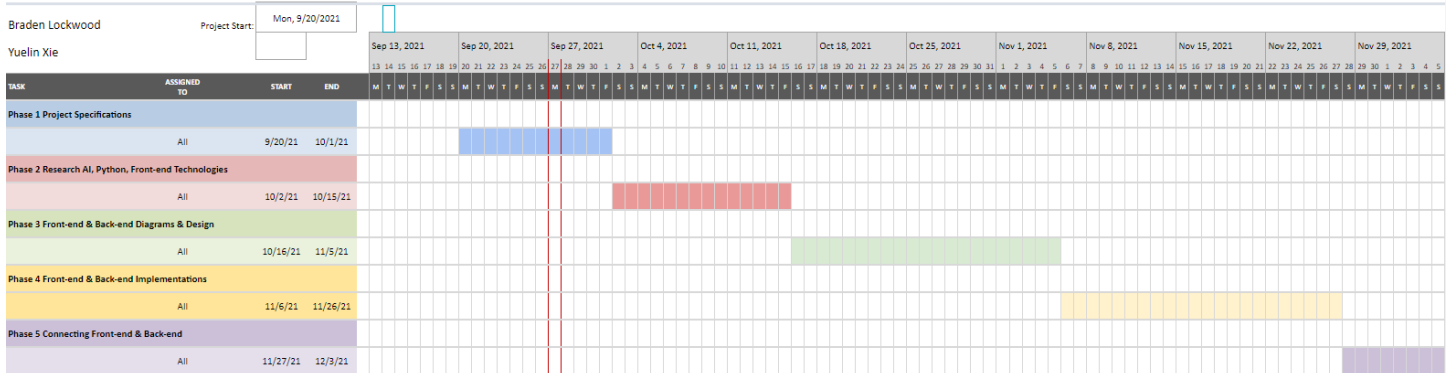 Braden Lockwood Project Start: Mon, 9/20/2021
Yuelin Xie
Sep 13, 2021 Sep 20, 2021 Sep 27, 2021 Oct 4, 2021 Oct 11, 2021 Oct 18, 2021 Oct 25, 2021 Nov 1, 2021 Nov 8, 2021 Nov 15, 2021 Nov 22, 2021 Nov 29, 2021
13 14 15 16 17 18 19 20 21 22 23 24 25 26 27 28 29 30 1 2 3 4 5 6 7 8 9 10 11 12 13 14 15 16 17 18 19 20 21 22 23 24 25 26 27 28 29 30 31 1 2 3 4 5 6 7 8 9 10 11 12 13 14 15 16 17 18 19 20 21 22 23 24 25 26 27 28 29 30 1 2 3 4 5
TASK ASSIGNED TO START END M T W T F S S M T W T F S S M T W T F S S M T W T F S S M T W T F S S M T W T F S S M T W T F S S M T W T F S S M T W T F S S M T W T F S S M T W T F S S M T W T F S S
Phase 1 Project Specifications
All 9/20/21 10/1/21
Phase 2 Research AI, Python, Front-end Technologies
All 10/2/21 10/15/21
Phase 3 Front-end & Back-end Diagrams & Design
All 10/16/21 11/5/21
Phase 4 Front-end & Back-end Implementations
All 11/6/21 11/26/21
Phase 5 Connecting Front-end & Back-end
All 11/27/21 12/3/21